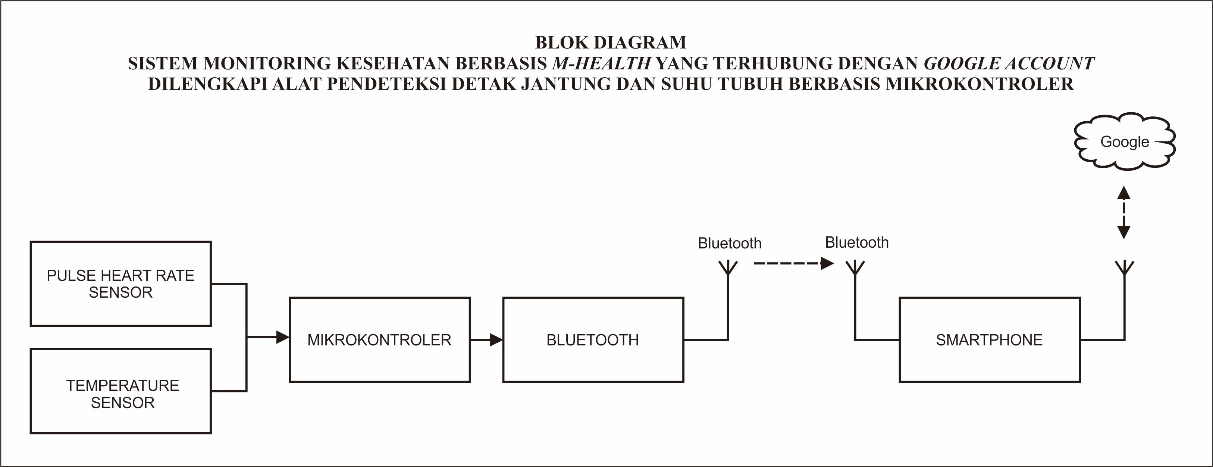 BLOK DIAGRAM
SISTEM MONITORING KESEHATAN BERBASIS M-HEALTH YANG TERHUBUNG DENGAN GOOGLE ACCOUNT
DILENGKAPI ALAT PENDETEKSI DETAK JANTUNG DAN SUHU TUBUH BERBASIS MIKROKONTROLER
Google
Bluetooth
Bluetooth
PULSE HEART RATE
SENSOR
MIKROKONTROLER
BLUETOOTH
SMARTPHONE
TEMPERATURE
SENSOR